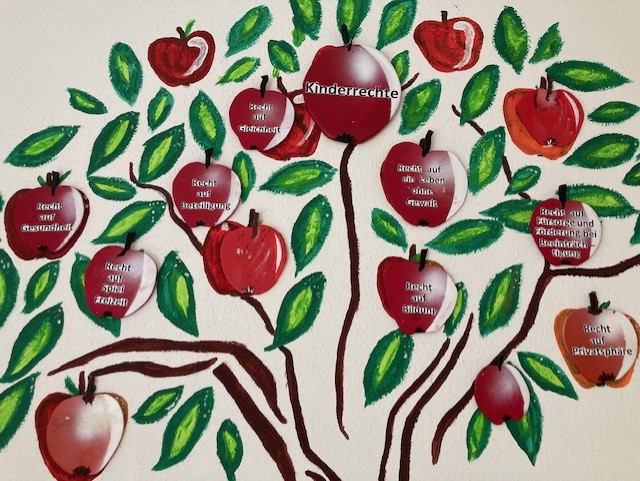 Kinderrechte
Recht
auf
Gleichheit
Recht
auf
Beteiligung
Recht auf
ein Leben
ohne
Gewalt
Recht
auf
Gesundheit
Recht auf
Fürsorge und
Förderung bei
Beeinträch
tigung
Recht
auf
Spiel
Freizeit
Recht
auf
Bildung
Recht
auf
Privatsphäre